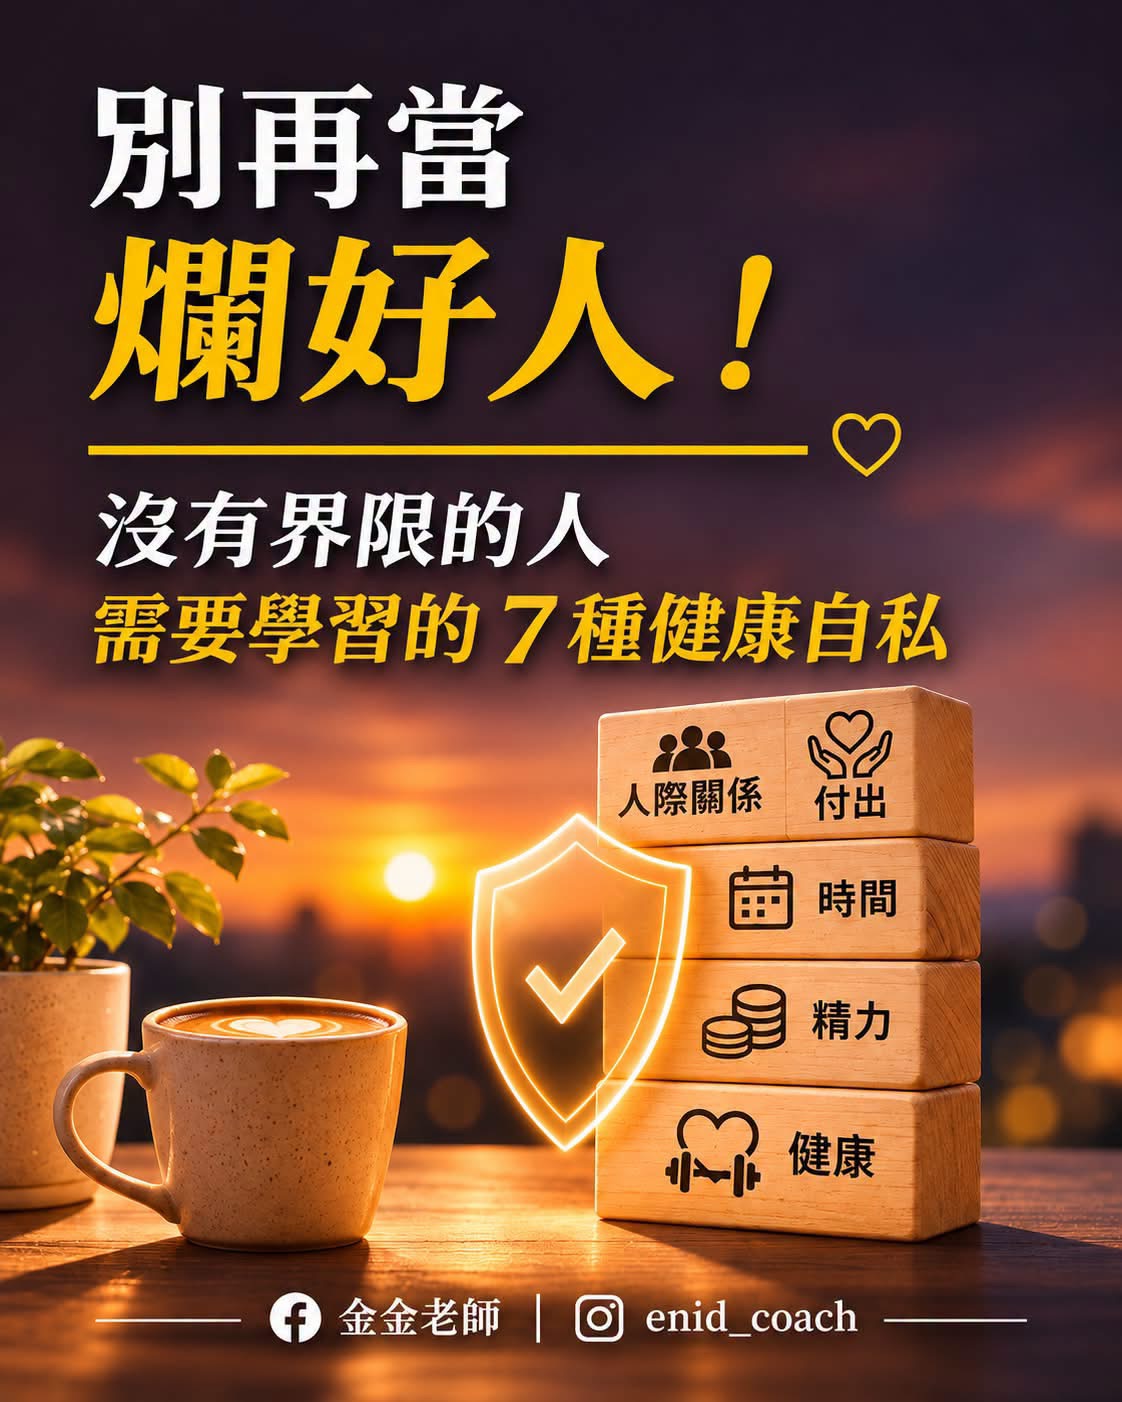 別再當
爛好人！
沒有界限的人
需要學習的7種健康自私
人際關係
付出
時間
精力
健康
金金老師 | enid_coach